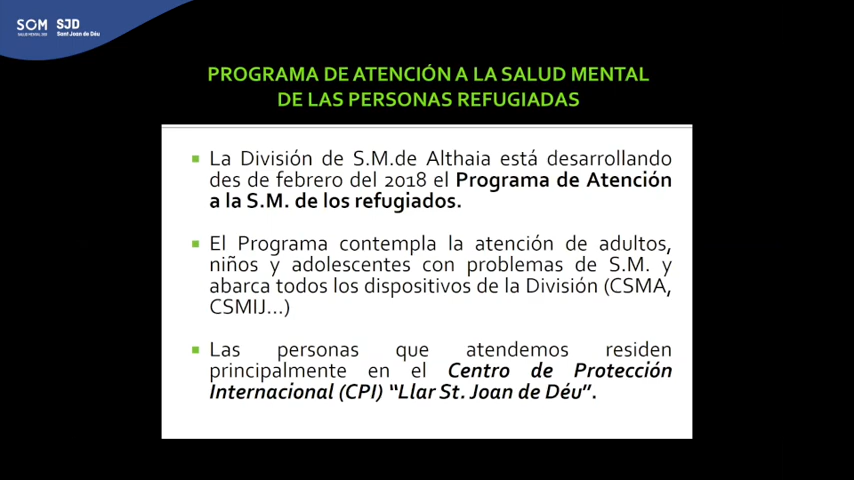 SOM
SALUD MENTAL 360
SJD
Sant Joan de Déu
PROGRAMA DE ATENCIÓN A LA SALUD MENTAL
DE LAS PERSONAS REFUGIADAS
La División de S.M.de Althaia está desarrollando
des de febrero del 2018 el Programa de Atención
a la S.M. de los refugiados.
El Programa contempla la atención de adultos,
niños y adolescentes con problemas de S.M. y
abarca todos los dispositivos de la División (CSMA,
CSMIJ...)
Las personas que atendemos residen
principalmente en el Centro de Protección
Internacional (CPI) "Llar St. Joan de Déu".